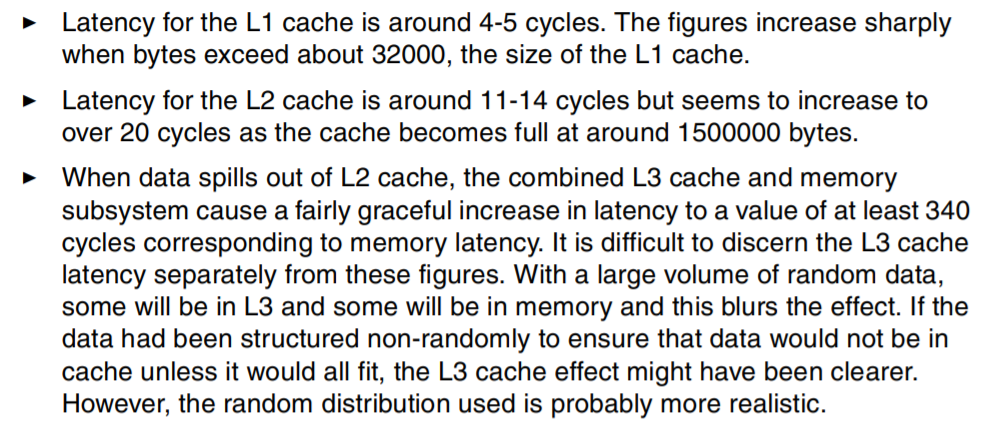 ► Latency for the L1 cache is around 4-5 cycles. The figures increase sharply
when bytes exceed about 32000, the size of the L1 cache.
► Latency for the L2 cache is around 11-14 cycles but seems to increase to
over 20 cycles as the cache becomes full at around 1500000 bytes.
► When data spills out of L2 cache, the combined L3 cache and memory
subsystem cause a fairly graceful increase in latency to a value of at least 340
cycles corresponding to memory latency. It is difficult to discern the L3 cache
latency separately from these figures. With a large volume of random data,
some will be in L3 and some will be in memory and this blurs the effect. If the
data had been structured non-randomly to ensure that data would not be in
cache unless it would all fit, the L3 cache effect might have been clearer.
However, the random distribution used is probably more realistic.